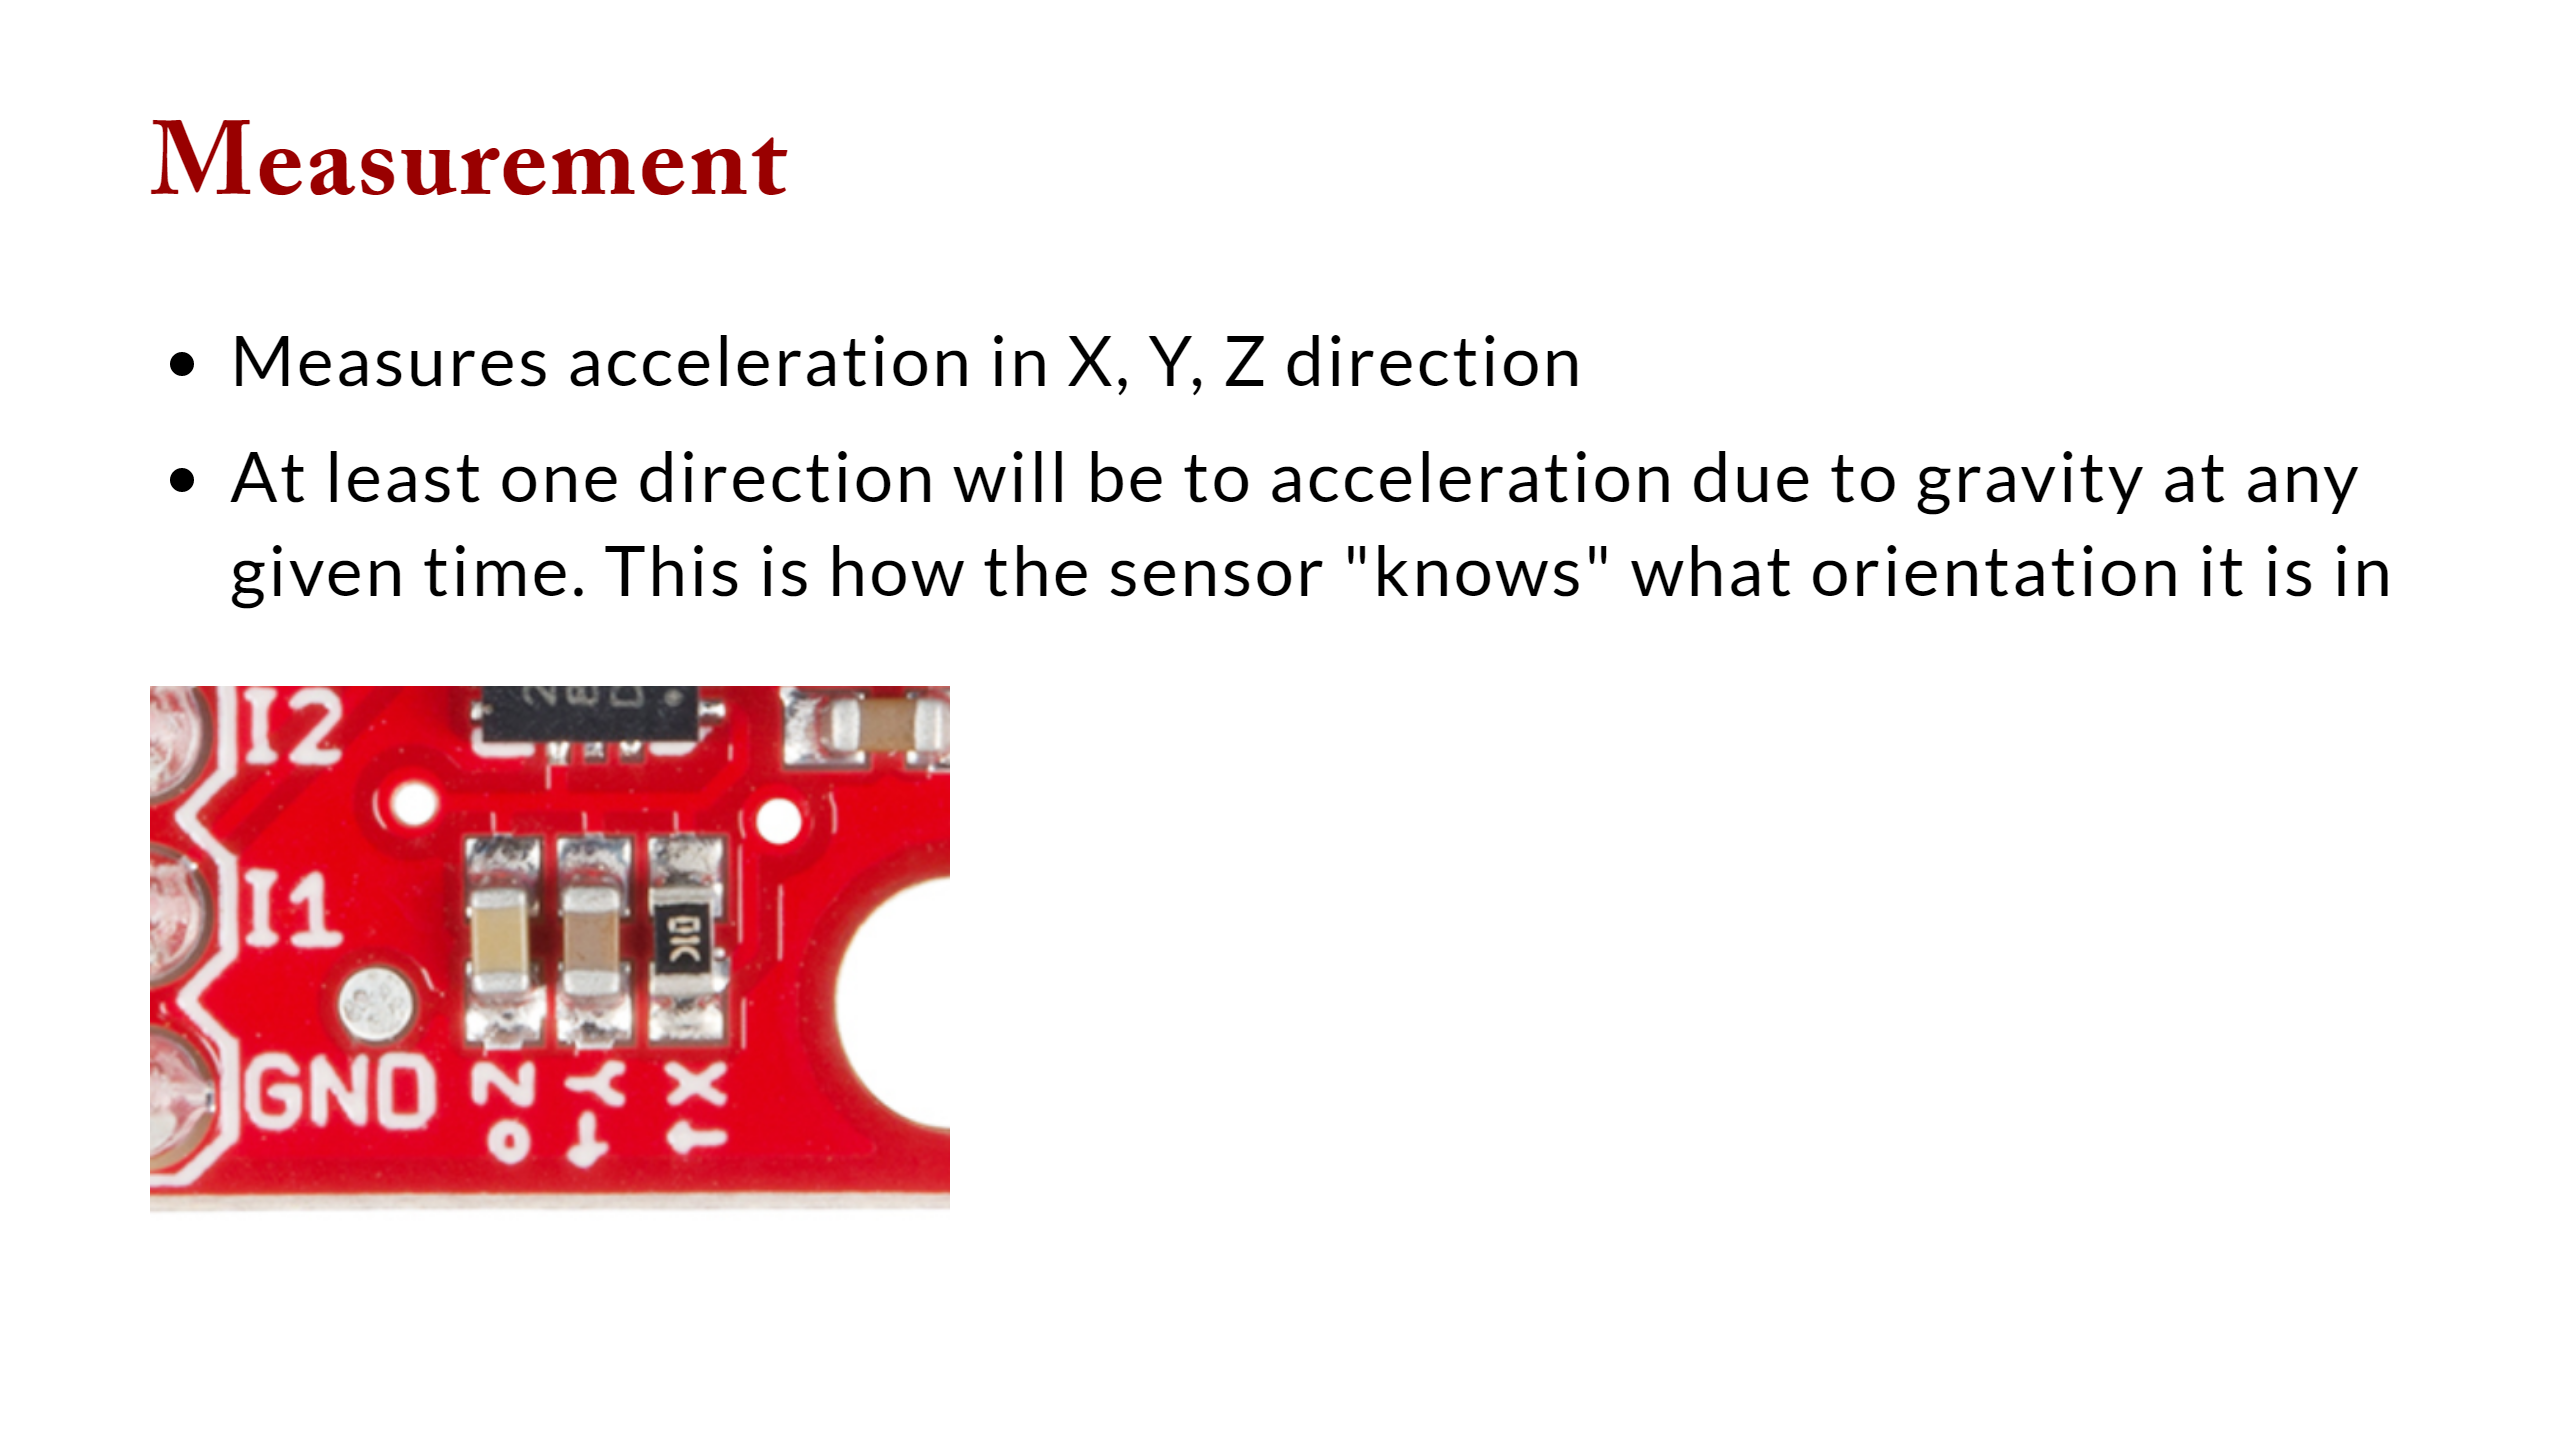 Measurement
Measures acceleration in X, Y, Z direction
At least one direction will be to acceleration due to gravity at any
given time. This is how the sensor "knows" what orientation it is in
I2
I1
GND
Z
Y
X